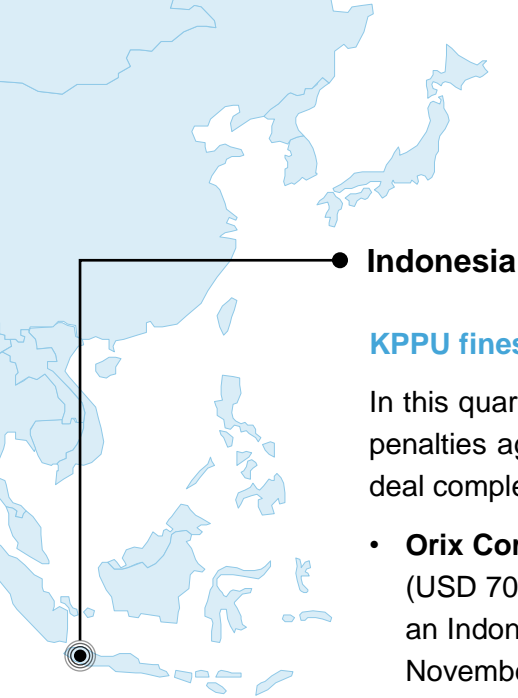 Indonesia
KPPU fines
In this quar
penalties ag
deal comple
• Orix Cor
(USD 70
an Indon
Novembe